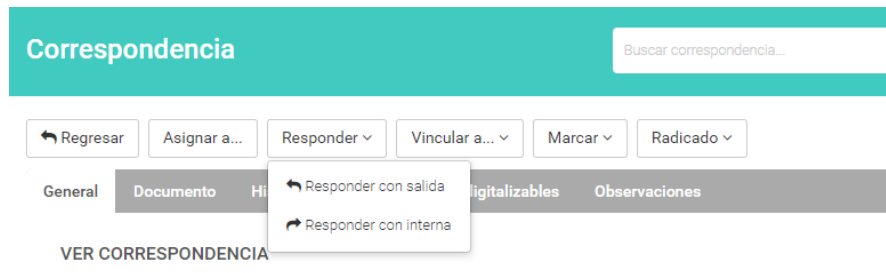 Correspondencia Buscar correspondencia...
Regresar Asignar a... Responder Vincular a... Marcar Radicado
General Documento Hi Responder con salida digitalizables Observaciones
Responder con interna
VER CORRESPONDENCIA